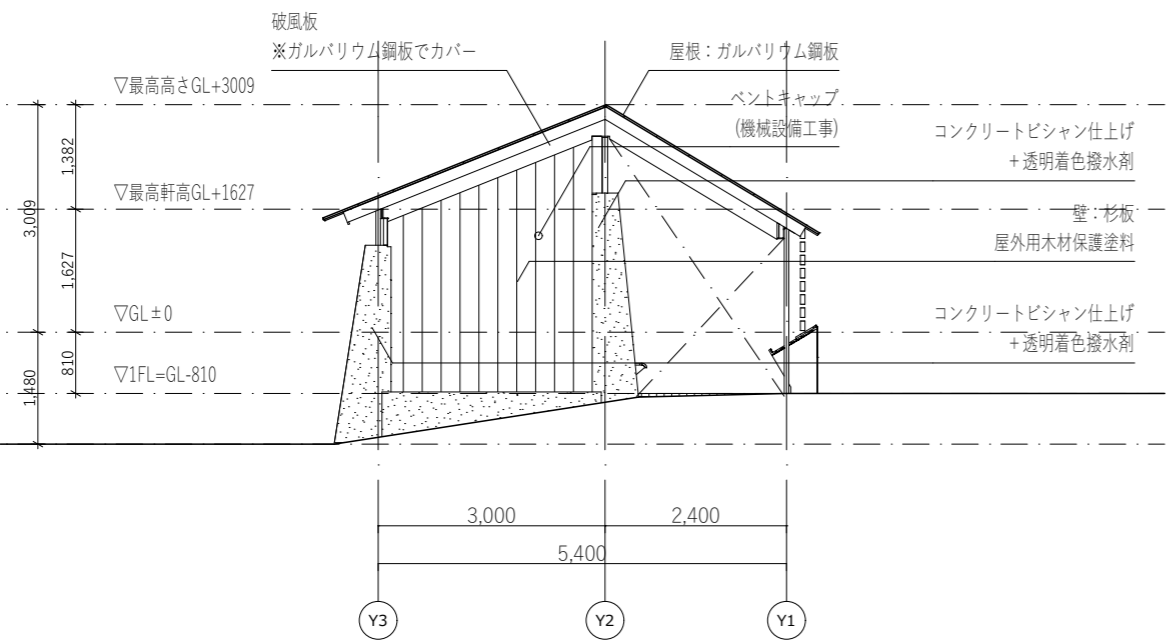 破風板
※ガルバリウム鋼板でカバー
屋根：ガルバリウム鋼板
▽最高高さGL+3009
ベントキャップ
(機械設備工事)
コンクリートビシャン仕上げ
+透明着色撥水剤
1,382
▽最高軒高GL+1627
3,009
壁：杉板
屋外用木材保護塗料
1,627
▽GL±0
コンクリートビシャン仕上げ
+透明着色撥水剤
810
▽1FL=GL-810
1,480
3,000
2,400
5,400
Y3
Y2
Y1